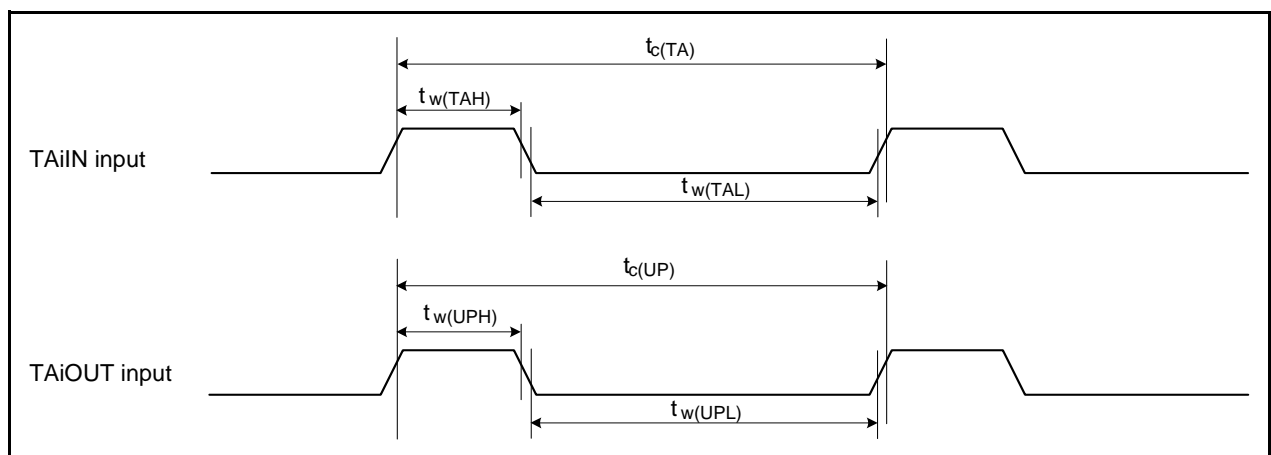 tc(TA)
tw(TAH)
TAiIN input
tw(TAL)
tc(UP)
tw(UPH)
TAiOUT input
tw(UPL)